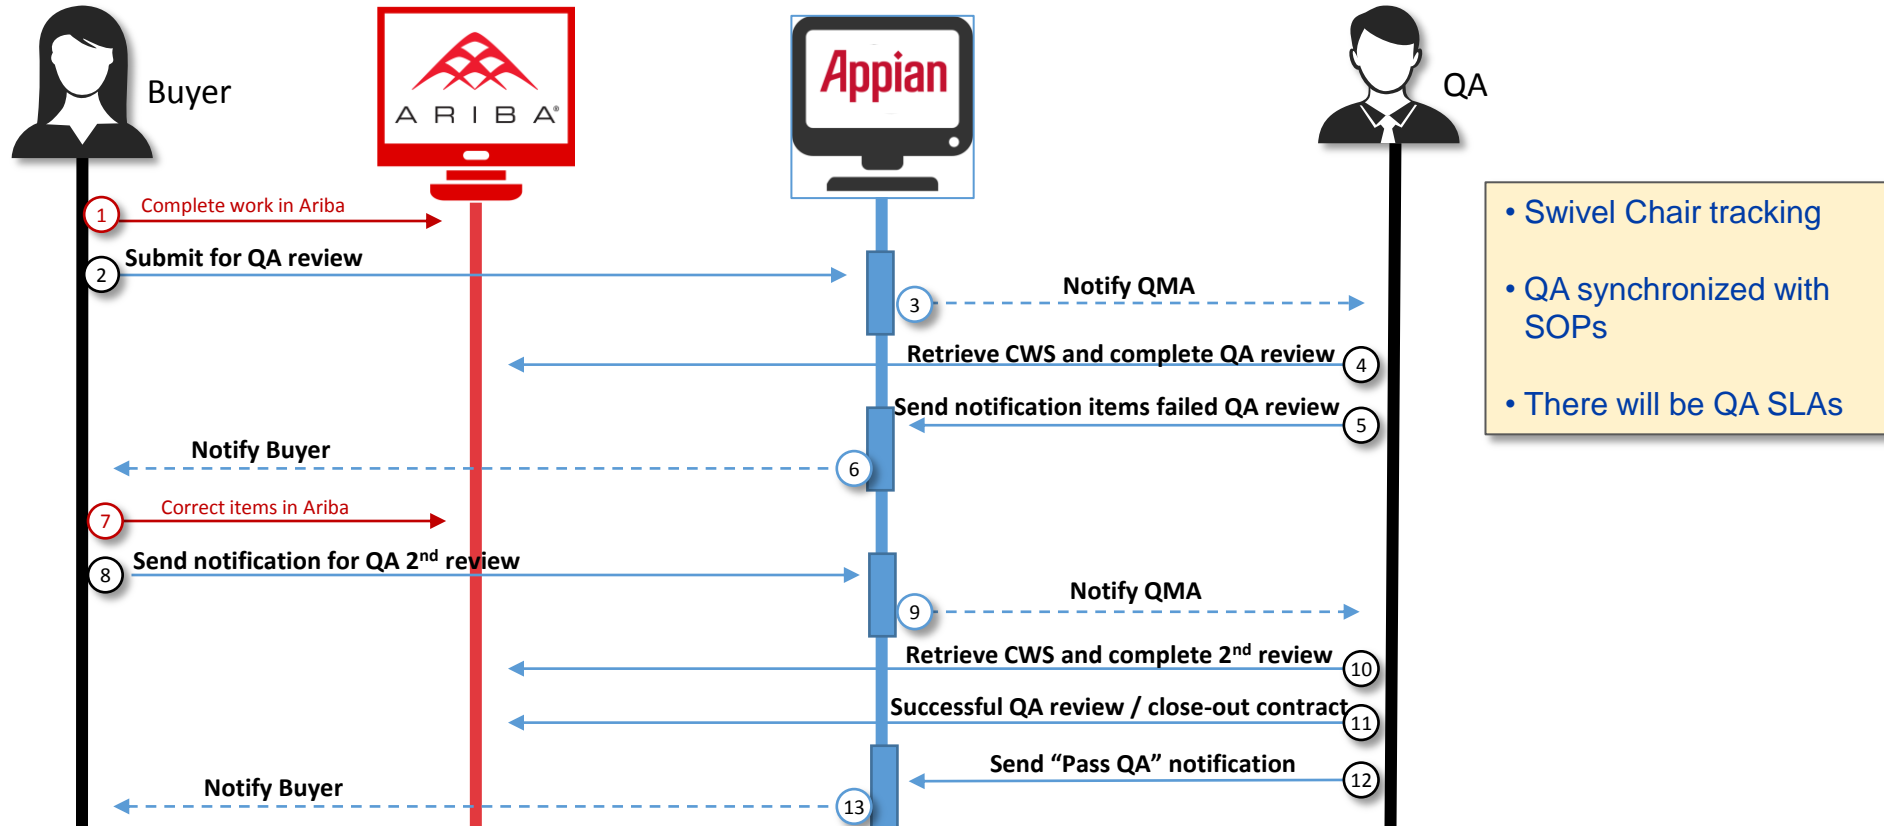 Buyer
ARIBA®
Appian
QA
1 Complete work in Ariba
2 Submit for QA review
3 Notify QMA
Retrieve CWS and complete QA review 4
Send notification items failed QA review 5
Notify Buyer 6
7 Correct items in Ariba
8 Send notification for QA 2nd review
9 Notify QMA
Retrieve CWS and complete 2nd review 10
Successful QA review / close-out contract 11
Send “Pass QA” notification 12
Notify Buyer 13
• Swivel Chair tracking
• QA synchronized with
SOPs
• There will be QA SLAs